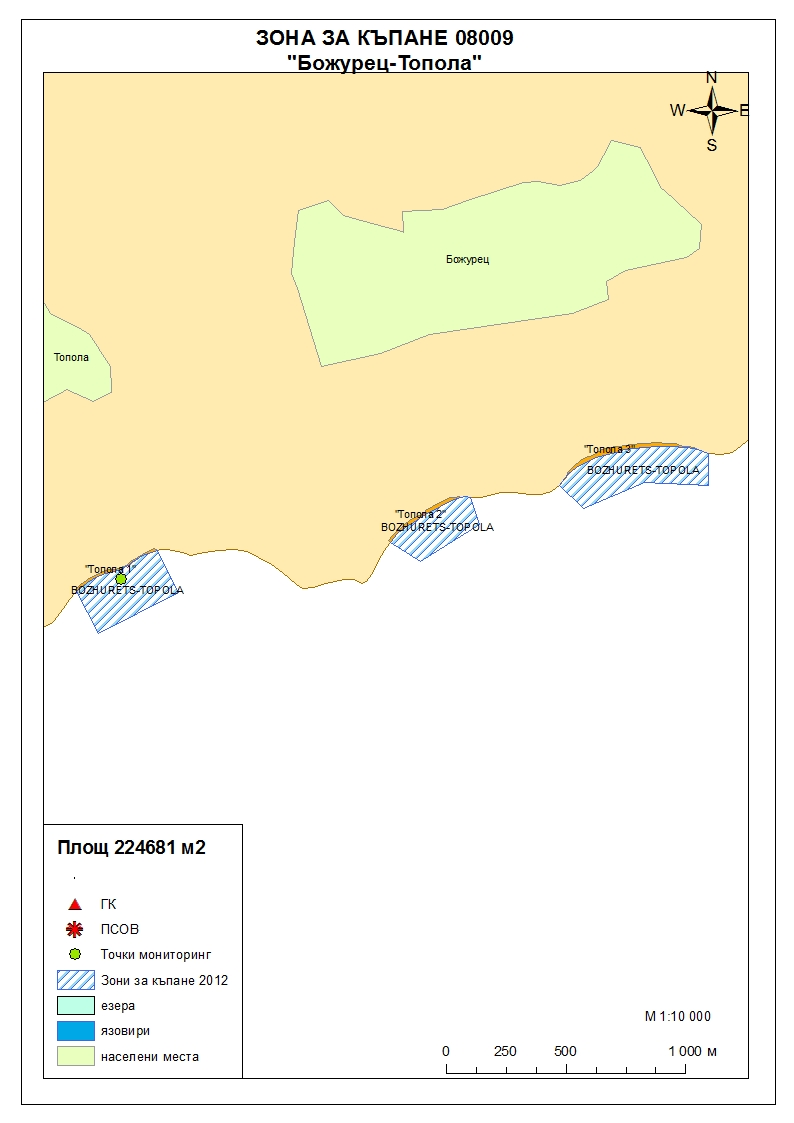 ЗОНА ЗА КЪПАНЕ 08009
"Божурец-Топола"
N
W E
S
Божурец
Топола
"Топола 3"
BOZHURETS-TOPOLA
"Топола 2"
BOZHURETS-TOPOLA
"Топола 1"
BOZHURETS-TOPOLA
Площ 224681 м2
ГК
ПСОВ
Точки мониторинг
Зони за къпане 2012
езера
язовири
населени места
М 1:10 000
0 250 500 1 000 м